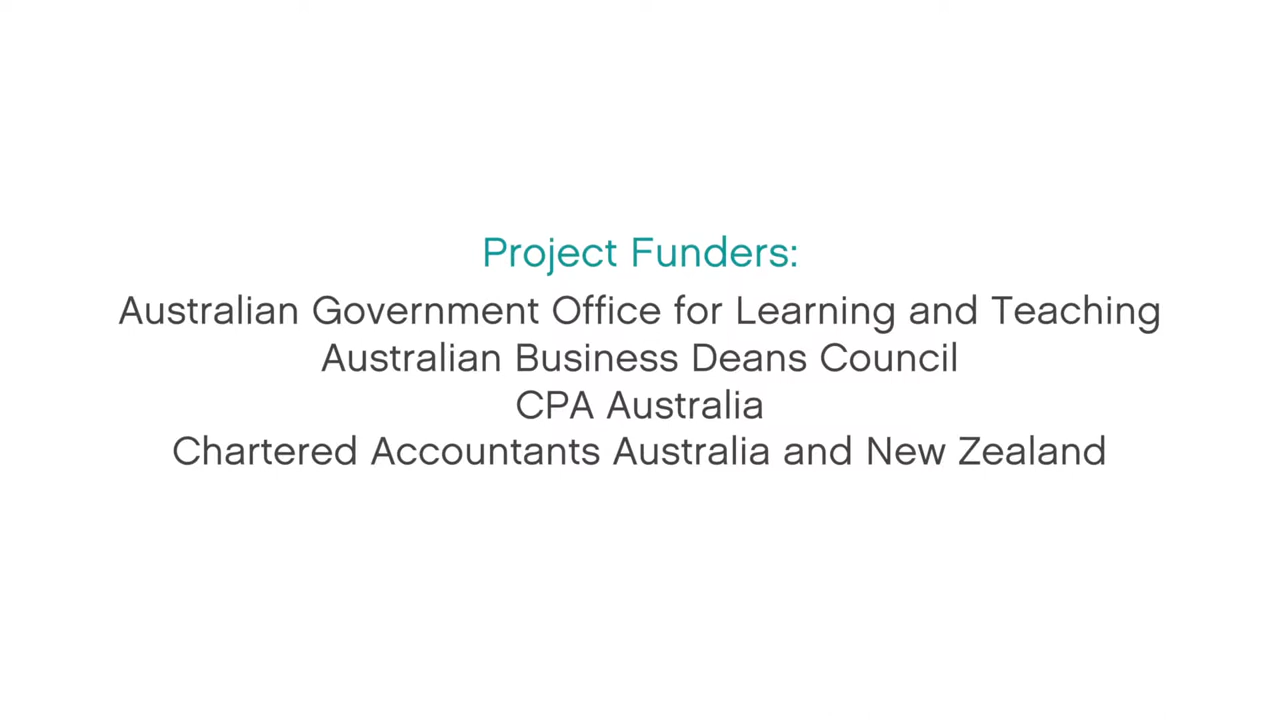 Project Funders:
Australian Government Office for Learning and Teaching
Australian Business Deans Council
CPA Australia
Chartered Accountants Australia and New Zealand